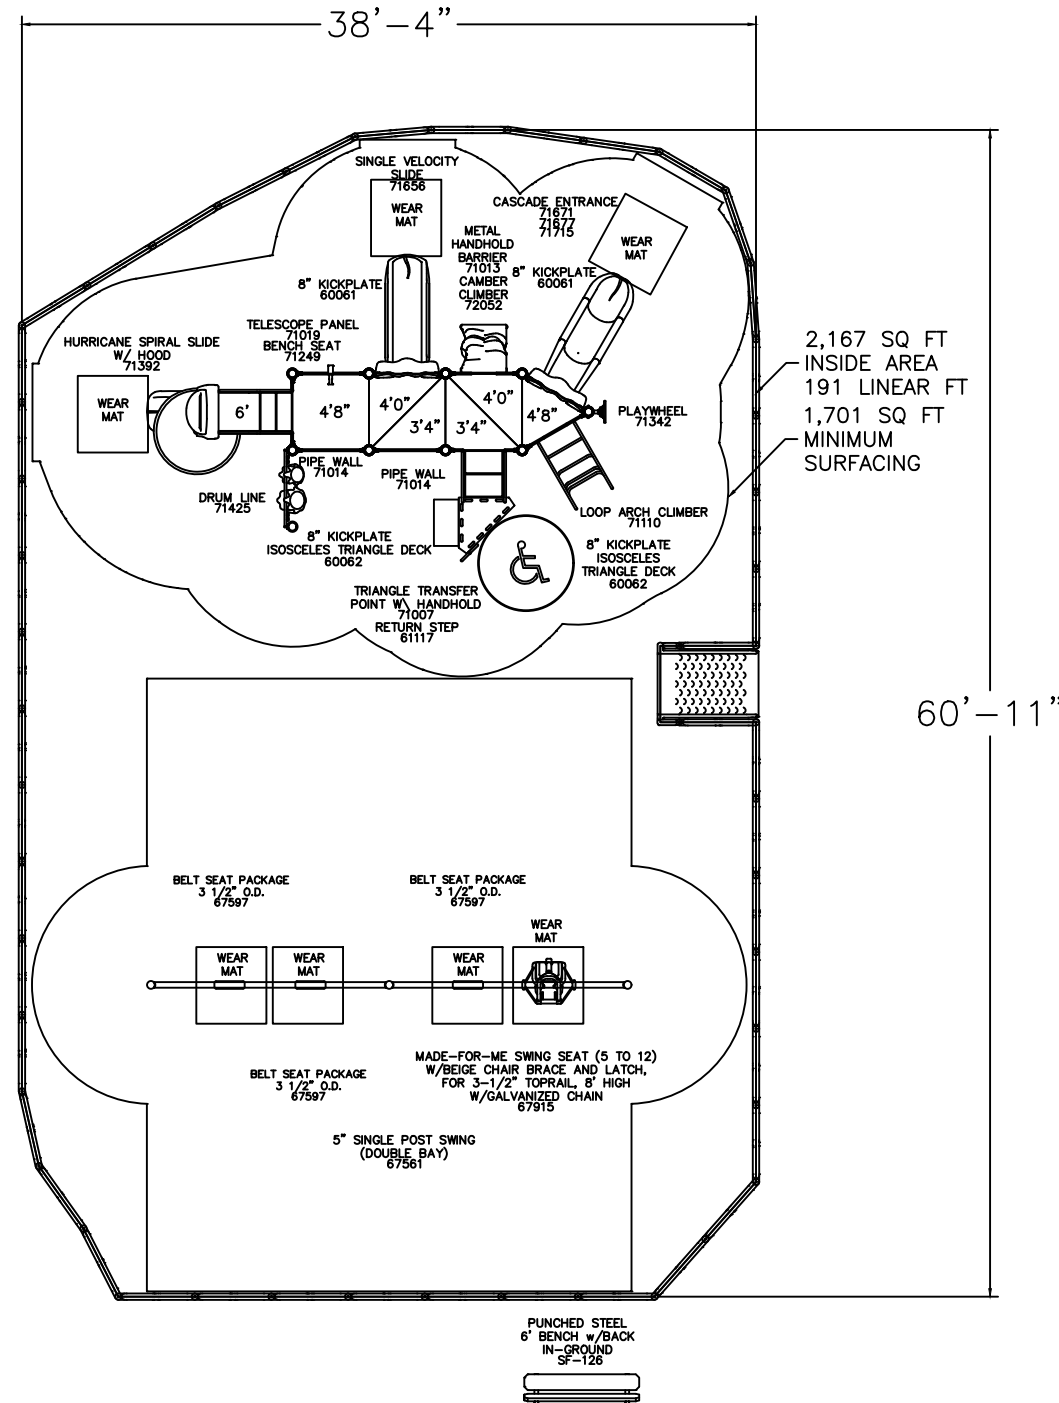 38'-4"
SINGLE VELOCITY
SLIDE
71656
WEAR
MAT
CASCADE ENTRANCE
71671
71677
71715
WEAR
MAT
METAL
HANDHOLD
BARRIER
71013
CAMBER
CLIMBER
72052
8" KICKPLATE
60061
8" KICKPLATE
60061
TELESCOPE PANEL
71019
BENCH SEAT
71249
HURRICANE SPIRAL SLIDE
W/ HOOD
71392
WEAR
MAT
6'
4'8"
4'0"
3'4"
3'4"
4'0"
4'8"
PLAYWHEEL
71342
2,167 SQ FT
INSIDE AREA
191 LINEAR FT
1,701 SQ FT
MINIMUM
SURFACING
PIPE WALL
71014
PIPE WALL
71014
DRUM LINE
71425
LOOP ARCH CLIMBER
71110
8" KICKPLATE
ISOSCELES TRIANGLE DECK
60062
8" KICKPLATE
ISOSCELES
TRIANGLE DECK
60062
TRIANGLE TRANSFER
POINT W\ HANDHOLD
71007
RETURN STEP
61117
60'-11"
BELT SEAT PACKAGE
3 1/2" O.D.
67597
BELT SEAT PACKAGE
3 1/2" O.D.
67597
WEAR
MAT
WEAR
MAT
WEAR
MAT
WEAR
MAT
BELT SEAT PACKAGE
3 1/2" O.D.
67597
MADE-FOR-ME SWING SEAT (5 TO 12)
W/BEIGE CHAIR BRACE AND LATCH,
FOR 3-1/2" TOPRAIL, 8' HIGH
W/GALVANIZED CHAIN
67915
5" SINGLE POST SWING
(DOUBLE BAY)
67561
PUNCHED STEEL
6' BENCH w/BACK
IN-GROUND
SF-126